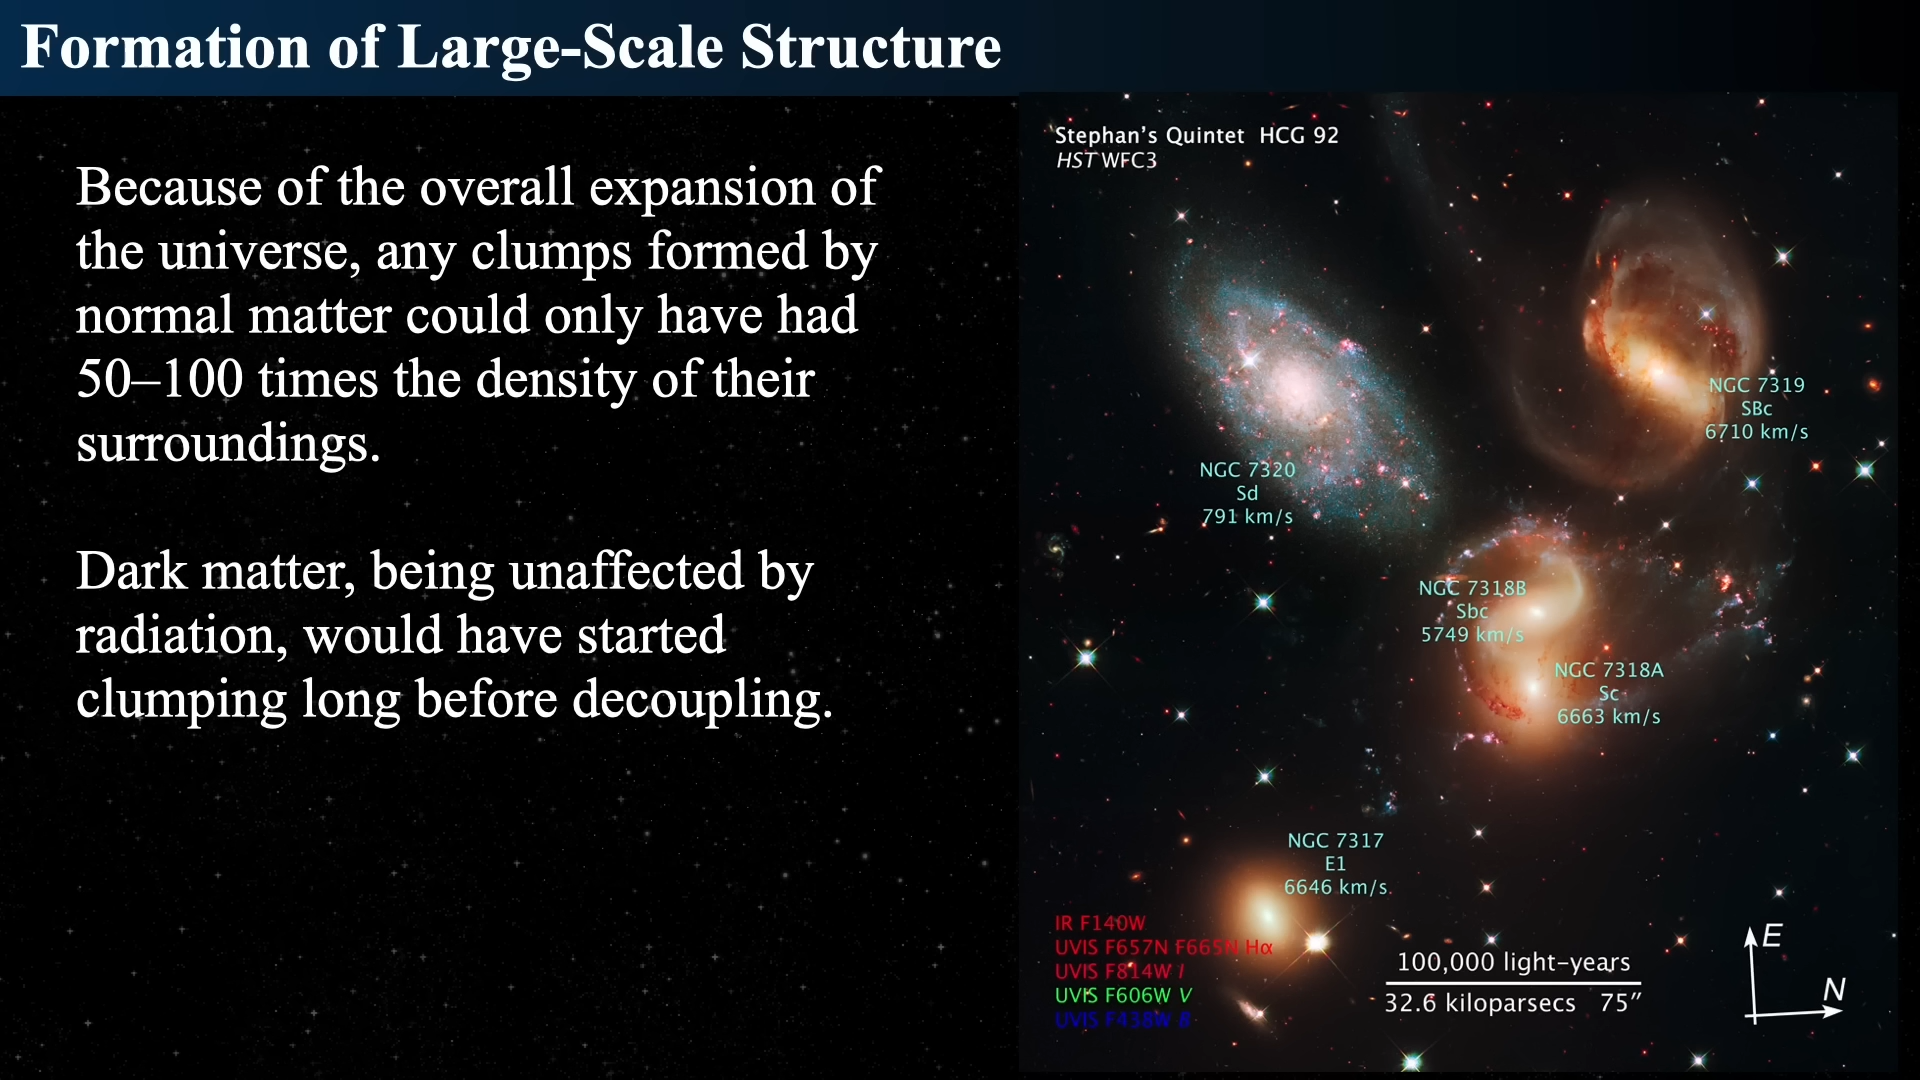 Formation of Large-Scale Structure
Because of the overall expansion of
the universe, any clumps formed by
normal matter could only have had
50–100 times the density of their
surroundings.
Dark matter, being unaffected by
radiation, would have started
clumping long before decoupling.
Stephan's Quintet HCG 92
HST WFC3
NGC 7319
SBc
6710 km/s
NGC 7320
Sd
791 km/s
NGC 7318B
Sbc
5749 km/s
NGC 7318A
Sc
6663 km/s
NGC 7317
E1
6646 km/s
IR F140W
UVIS F657N F665N Hα
UVIS F814W I
UVIS F606W V
UVIS F438W B
100,000 light-years
32.6 kiloparsecs 75″
E
N